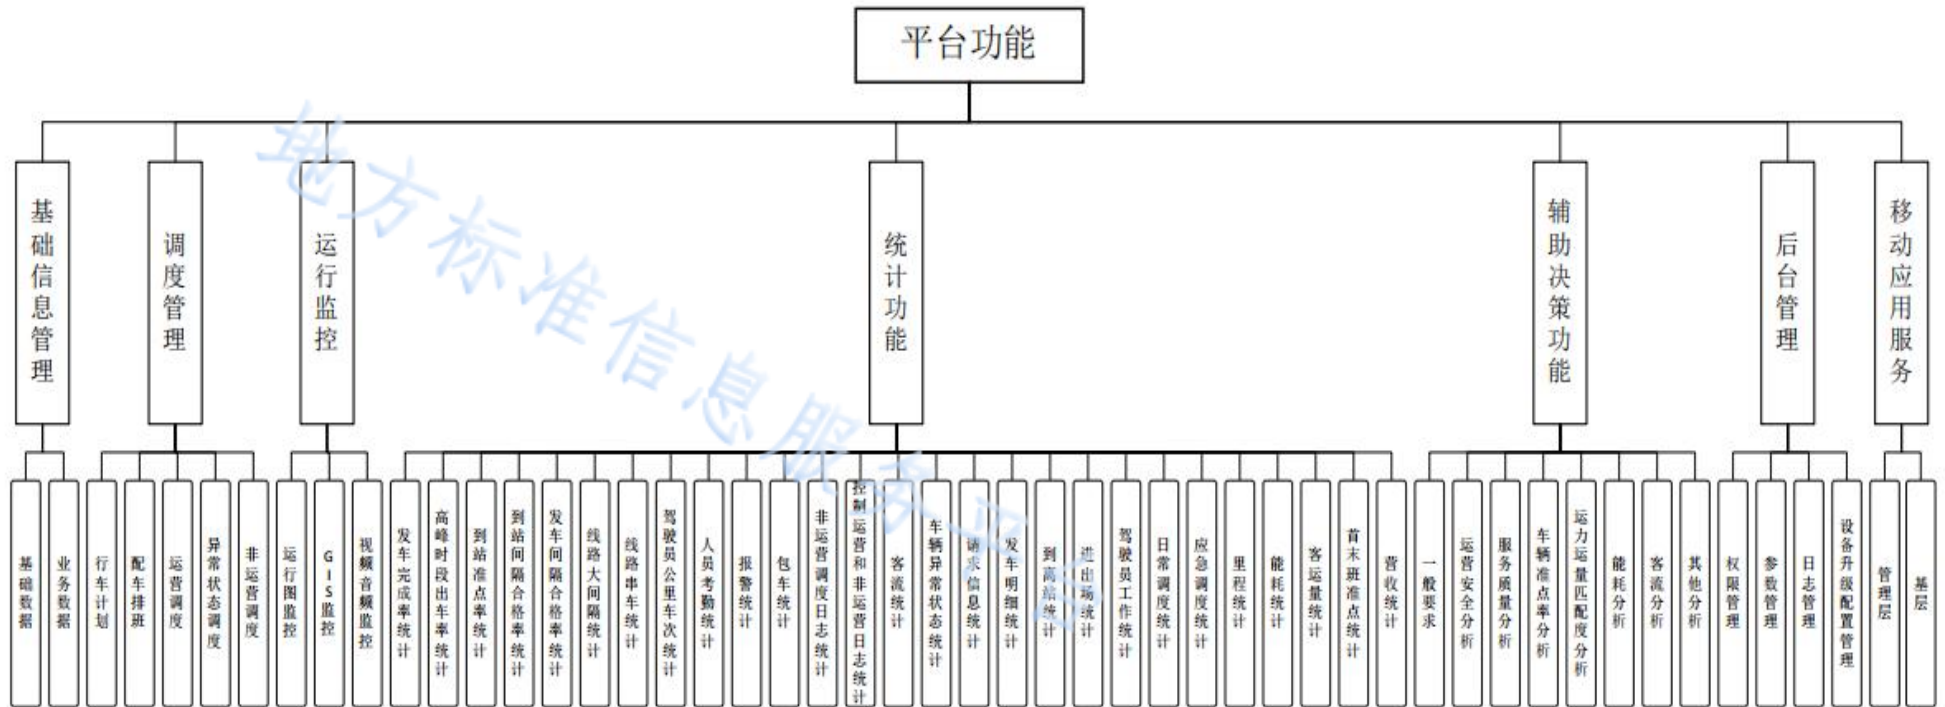 平台功能
基础信息管理
调度管理
运行监控
统计功能
辅助决策功能
后台管理
移动应用服务
基础数据
业务数据
行车计划
配车排班
运营调度
异常状态调度
非运营调度
运行图监控
GIS监控
视频音频监控
发车完成率统计
高峰时段出车率统计
到站准点率统计
到站间隔合格率统计
发车间隔合格率统计
线路大间隔统计
线路串车统计
驾驶员公里车次统计
人员考勤统计
报警统计
包车统计
非运营调度日志统计
控制运营和非运营日志统计
客流统计
车辆异常状态统计
请求信息统计
发车明细统计
到离站统计
进出场统计
驾驶员工作统计
日常调度统计
应急调度统计
里程统计
能耗统计
客运量统计
首末班准点统计
营收统计
一般要求
运营安全分析
服务质量分析
车辆准点率分析
运力运量匹配度分析
能耗分析
客流分析
其他分析
权限管理
参数管理
日志管理
设备升级配置管理
管理层
基层
地方标准信息服务平台